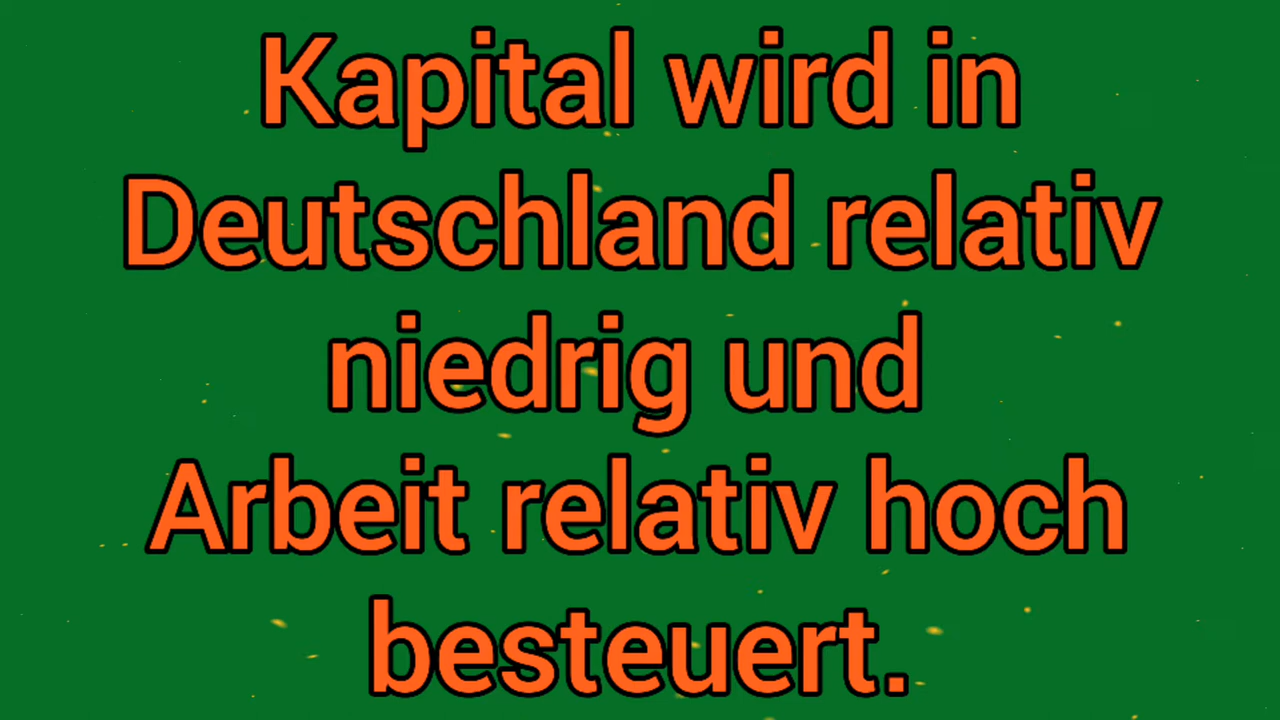 Kapital wird in
Deutschland relativ
niedrig und
Arbeit relativ hoch
besteuert.